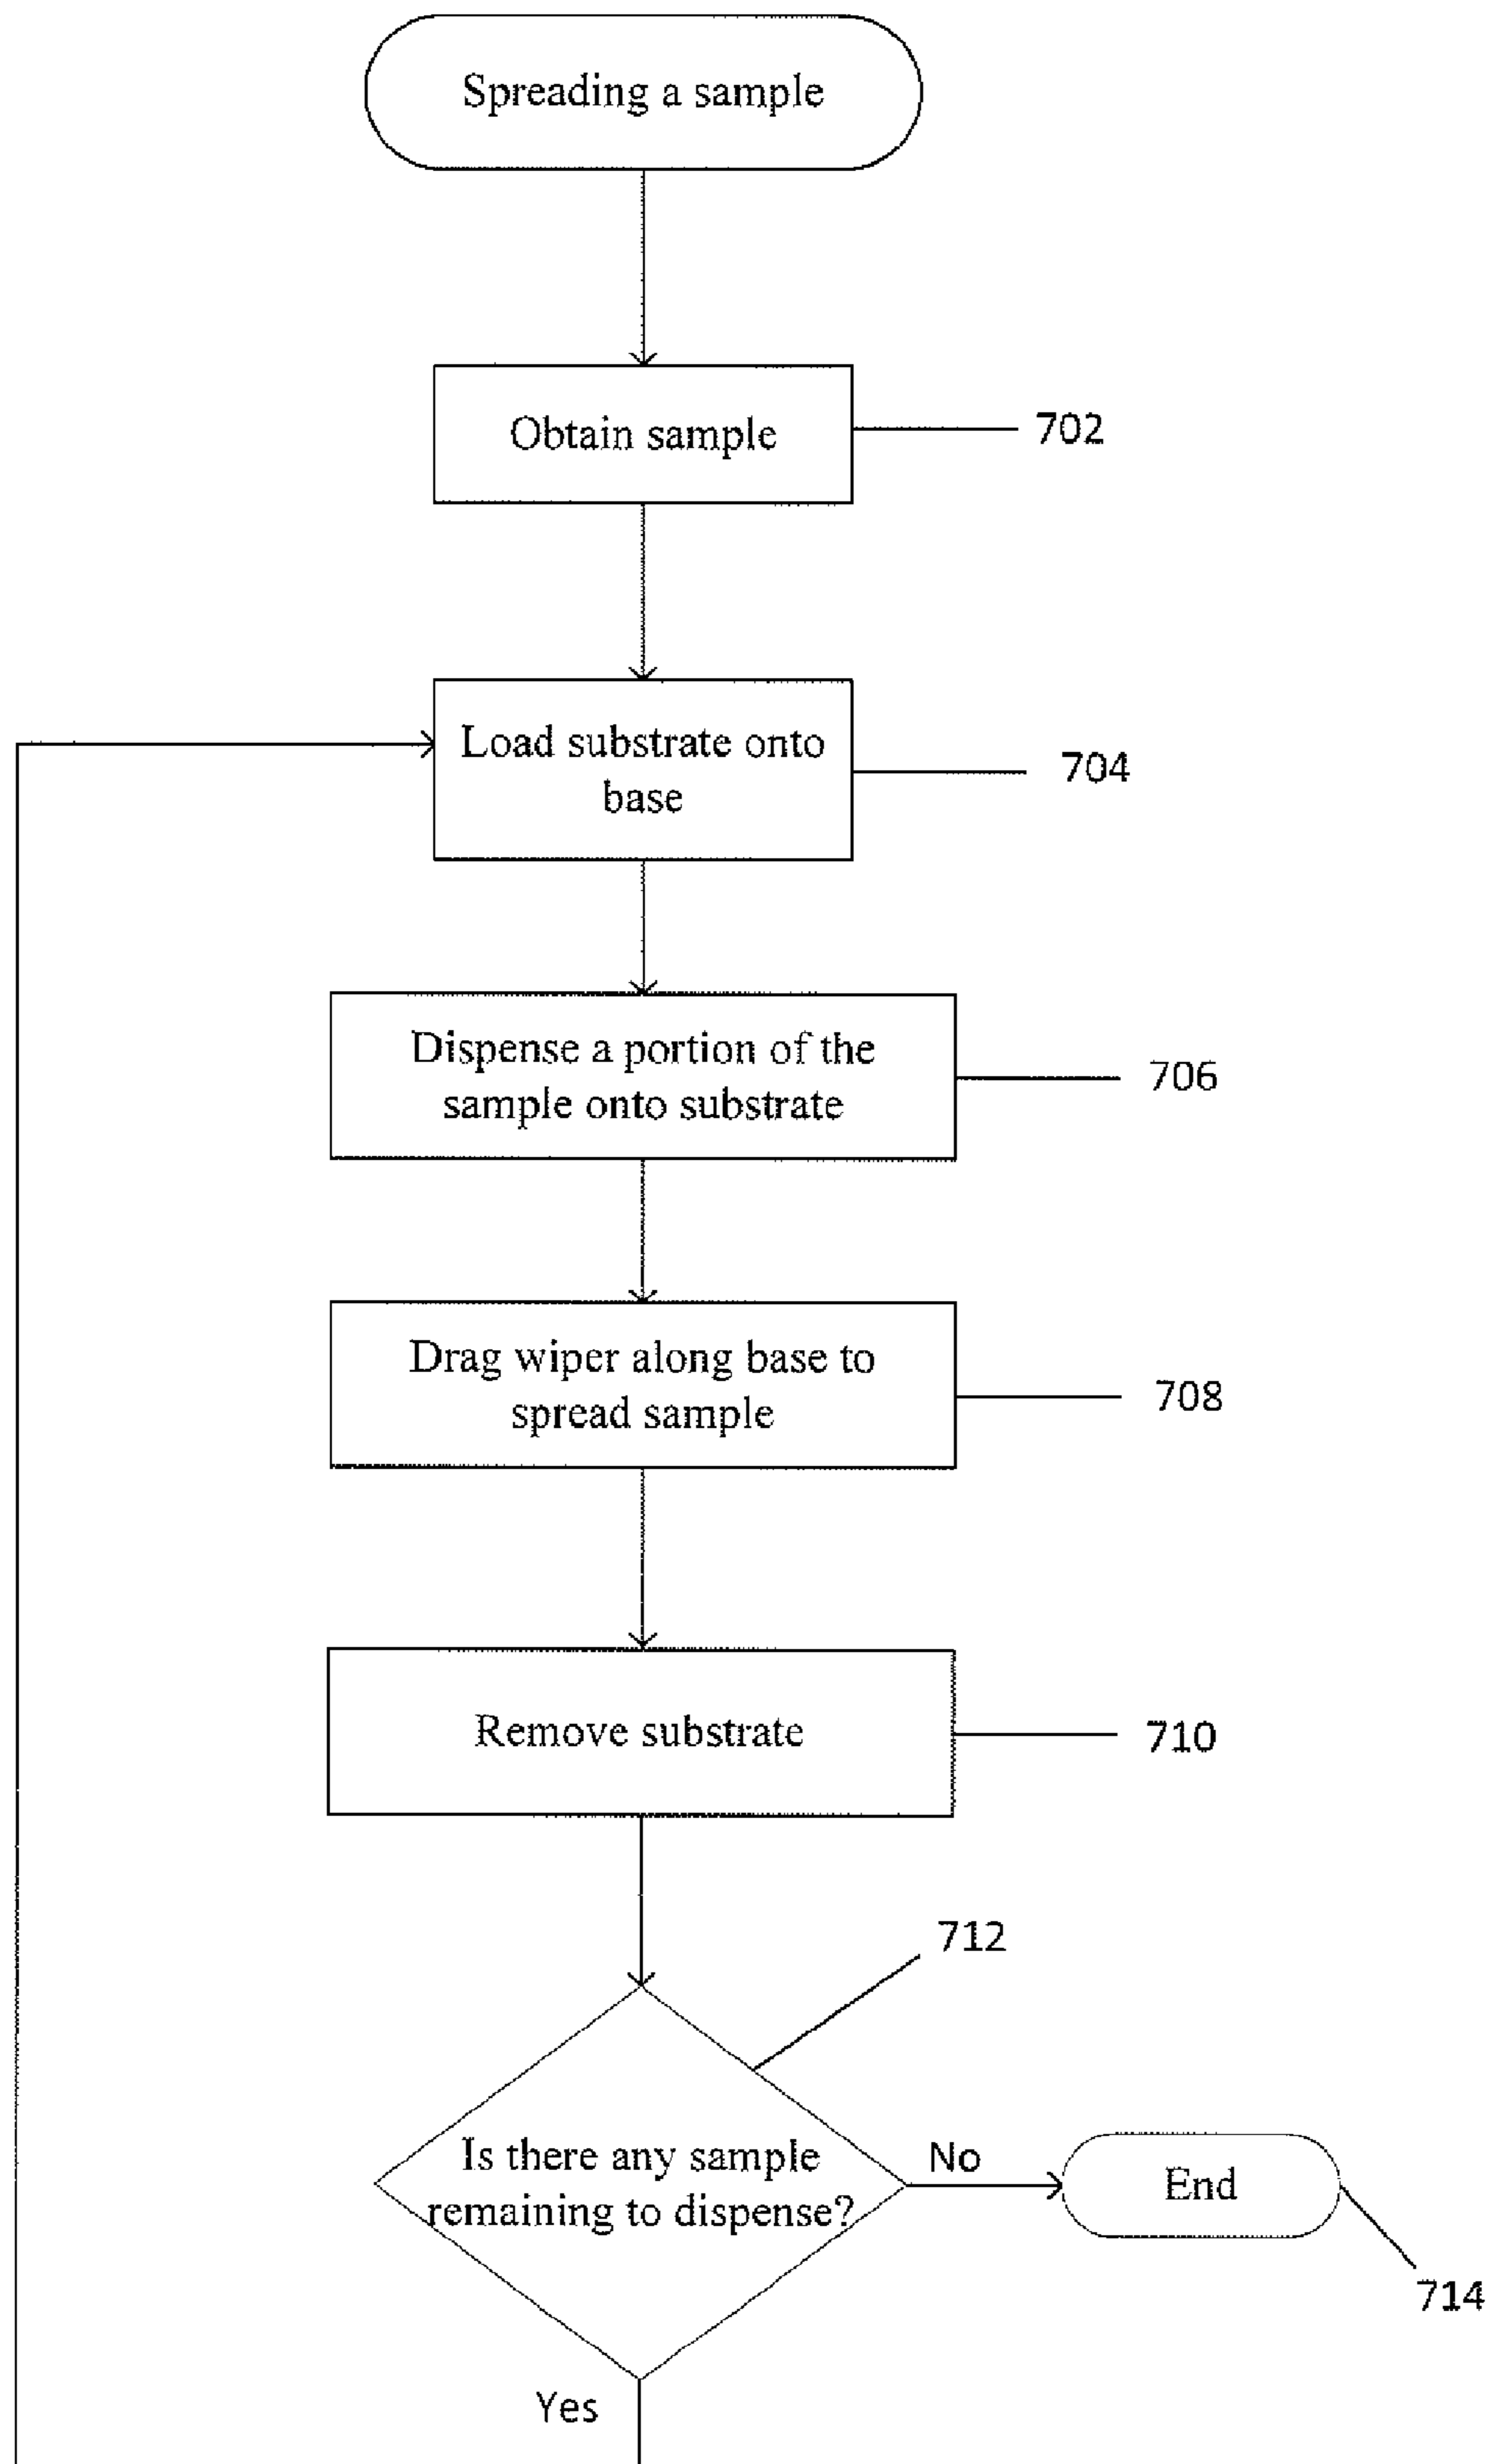 Spreading a sample
Obtain sample
702
Load substrate onto
base
704
Dispense a portion of the
sample onto substrate
706
Drag wiper along base to
spread sample
708
Remove substrate
710
712
Is there any sample
remaining to dispense?
No
End
714
Yes